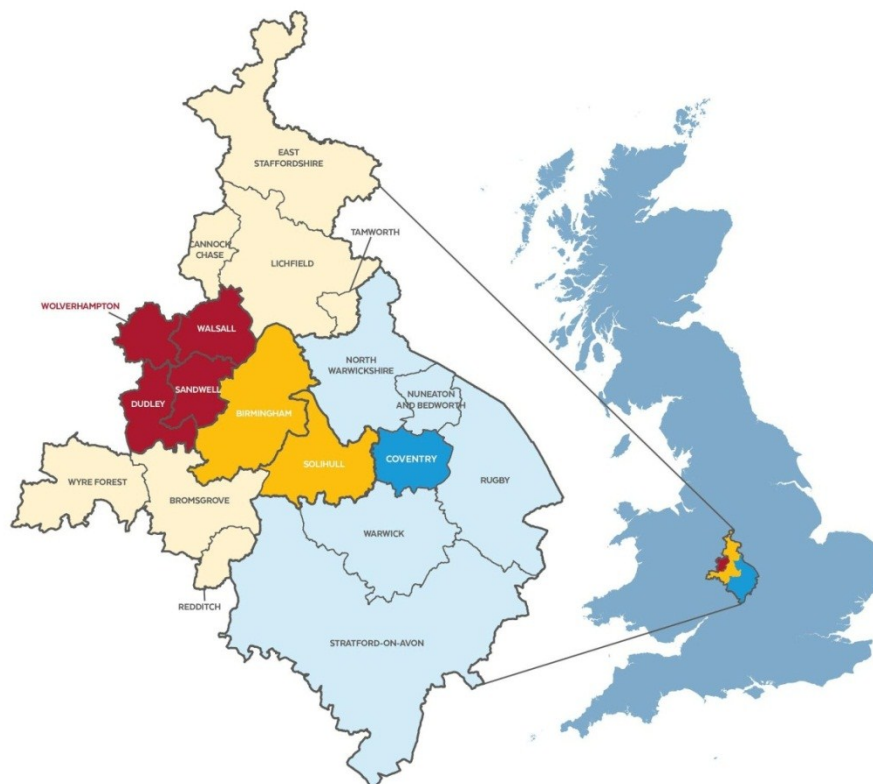 EAST
STAFFORDSHIRE
TAMWORTH
CANNOCK
CHASE
LICHFIELD
WOLVERHAMPTON
WALSALL
NORTH
WARWICKSHIRE
SANDWELL
DUDLEY
NUNEATON
AND BEDWORTH
BIRMINGHAM
COVENTRY
SOLIHULL
RUGBY
WYRE FOREST
BROMSGROVE
WARWICK
REDDITCH
STRATFORD-ON-AVON